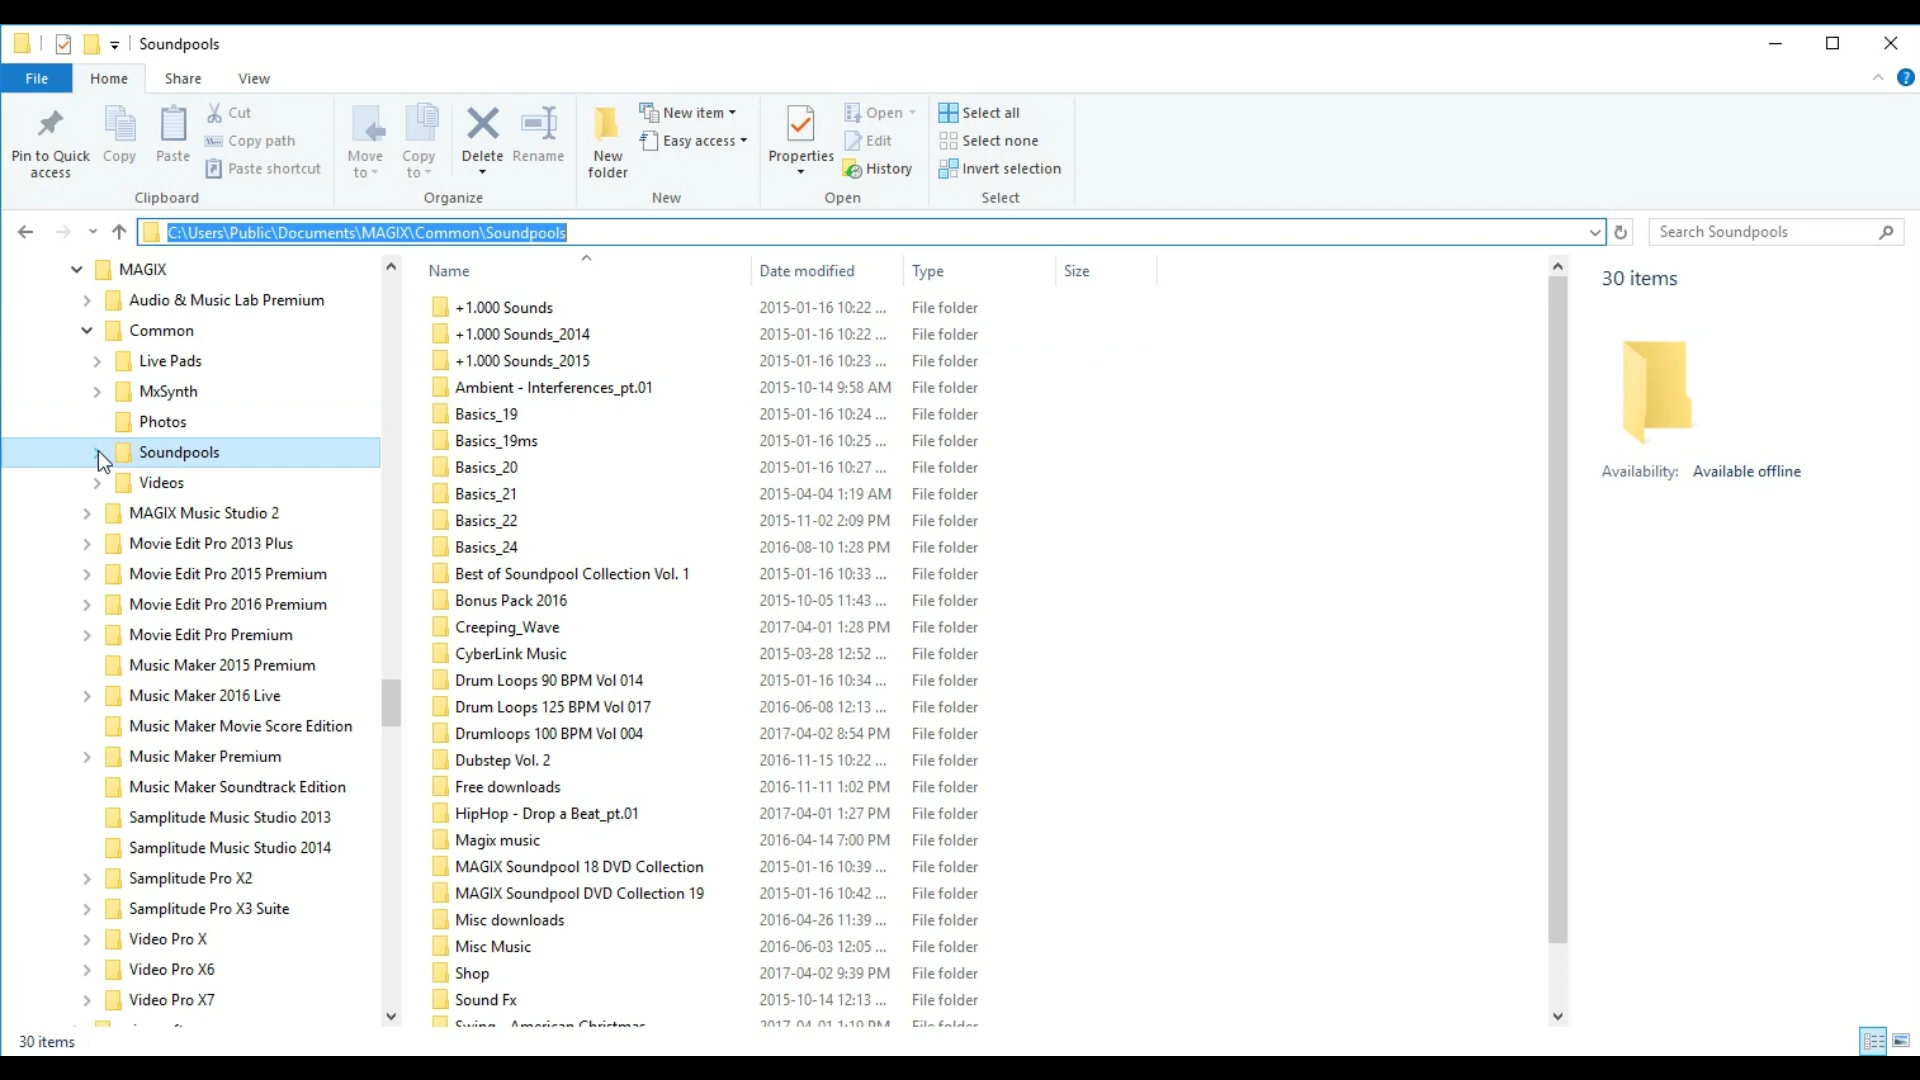 Soundpools
File Home Share View
Pin to Quick access
Copy
Paste
Cut
Copy path
Paste shortcut
Clipboard
Move to
Copy to
Delete
Rename
Organize
New folder
New item
Easy access
New
Properties
Open
Edit
History
Open
Select all
Select none
Invert selection
Select
C:\Users\Public\Documents\MAGIX\Common\Soundpools
Search Soundpools
MAGIX
Audio & Music Lab Premium
Common
Live Pads
MxSynth
Photos
Soundpools
Videos
MAGIX Music Studio 2
Movie Edit Pro 2013 Plus
Movie Edit Pro 2015 Premium
Movie Edit Pro 2016 Premium
Movie Edit Pro Premium
Music Maker 2015 Premium
Music Maker 2016 Live
Music Maker Movie Score Edition
Music Maker Premium
Music Maker Soundtrack Edition
Samplitude Music Studio 2013
Samplitude Music Studio 2014
Samplitude Pro X2
Samplitude Pro X3 Suite
Video Pro X
Video Pro X6
Video Pro X7
Name Date modified Type Size
+1.000 Sounds 2015-01-16 10:22 ... File folder
+1.000 Sounds_2014 2015-01-16 10:22 ... File folder
+1.000 Sounds_2015 2015-01-16 10:23 ... File folder
Ambient - Interferences_pt.01 2015-10-14 9:58 AM File folder
Basics_19 2015-01-16 10:24 ... File folder
Basics_19ms 2015-01-16 10:25 ... File folder
Basics_20 2015-01-16 10:27 ... File folder
Basics_21 2015-04-04 1:19 AM File folder
Basics_22 2015-11-02 2:09 PM File folder
Basics_24 2016-08-10 1:28 PM File folder
Best of Soundpool Collection Vol. 1 2015-01-16 10:33 ... File folder
Bonus Pack 2016 2015-10-05 11:43 ... File folder
Creeping_Wave 2017-04-01 1:28 PM File folder
CyberLink Music 2015-03-28 12:52 ... File folder
Drum Loops 90 BPM Vol 014 2015-01-16 10:34 ... File folder
Drum Loops 125 BPM Vol 017 2016-06-08 12:13 ... File folder
Drumloops 100 BPM Vol 004 2017-04-02 8:54 PM File folder
Dubstep Vol. 2 2016-11-15 10:22 ... File folder
Free downloads 2016-11-11 1:02 PM File folder
HipHop - Drop a Beat_pt.01 2017-04-01 1:27 PM File folder
Magix music 2016-04-14 7:00 PM File folder
MAGIX Soundpool 18 DVD Collection 2015-01-16 10:39 ... File folder
MAGIX Soundpool DVD Collection 19 2015-01-16 10:42 ... File folder
Misc downloads 2016-04-26 11:39 ... File folder
Misc Music 2016-06-03 12:05 ... File folder
Shop 2017-04-02 9:39 PM File folder
Sound Fx 2015-10-14 12:13 ... File folder
Swing - American Christmas 2017-04-01 1:19 PM File folder
30 items
Availability: Available offline
30 items